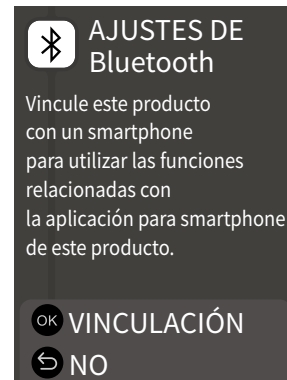 AJUSTES DE
Bluetooth
Vincule este producto
con un smartphone
para utilizar las funciones
relacionadas con
la aplicación para smartphone
de este producto.
OK VINCULACIÓN
NO